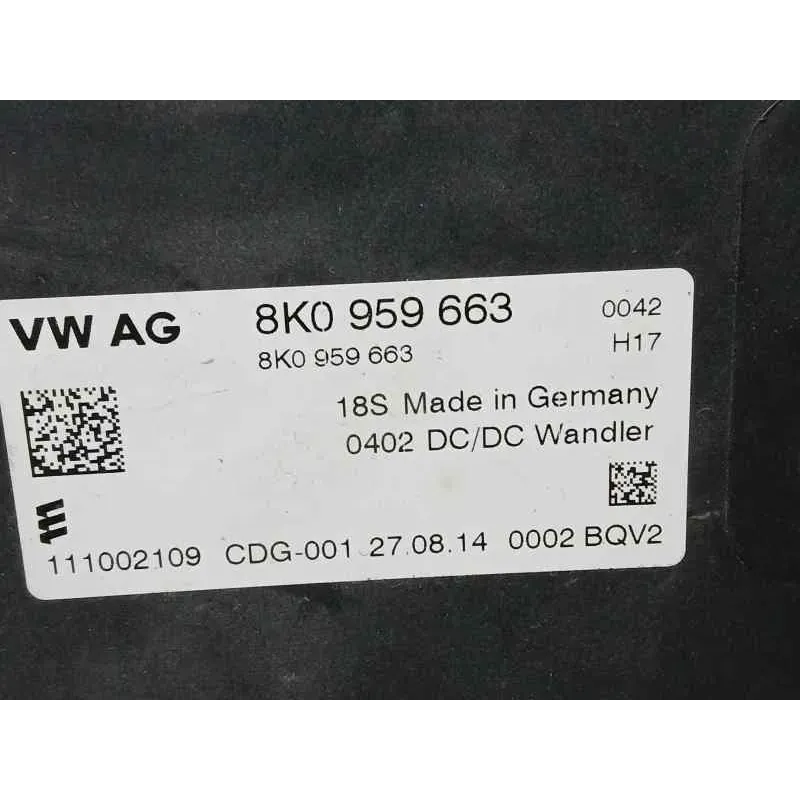 VW AG 8K0 959 663 0042
8K0 959 663 H17
18S Made in Germany
0402 DC/DC Wandler
111002109 CDG-001 27.08.14 0002 BQV2